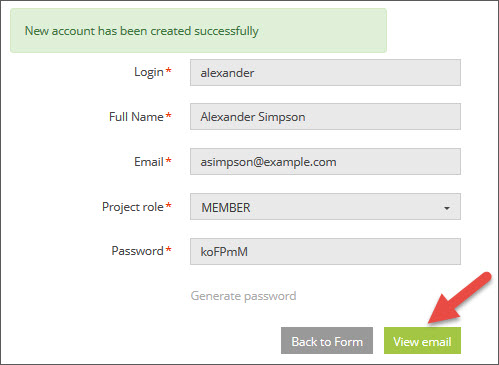 New account has been created successfully
Login* alexander
Full Name* Alexander Simpson
Email* asimpson@example.com
Project role* MEMBER
Password* koFPmM
Generate password
Back to Form View email